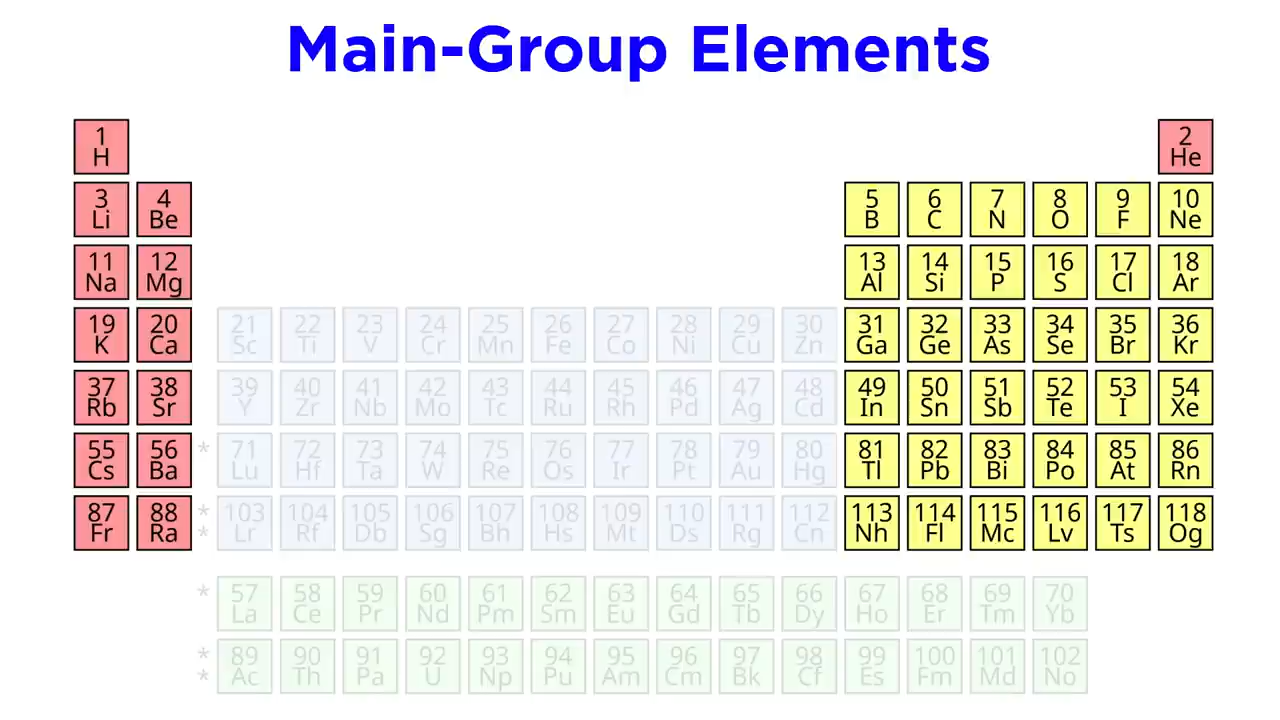 Main-Group Elements
1 2
H He
3 4 5 6 7 8 9 10
Li Be B C N O F Ne
11 12 13 14 15 16 17 18
Na Mg Al Si P S Cl Ar
19 20 21 22 23 24 25 26 27 28 29 30 31 32 33 34 35 36
K Ca Sc Ti V Cr Mn Fe Co Ni Cu Zn Ga Ge As Se Br Kr
37 38 39 40 41 42 43 44 45 46 47 48 49 50 51 52 53 54
Rb Sr Y Zr Nb Mo Tc Ru Rh Pd Ag Cd In Sn Sb Te I Xe
55 56 * 71 72 73 74 75 76 77 78 79 80 81 82 83 84 85 86
Cs Ba Lu Hf Ta W Re Os Ir Pt Au Hg Tl Pb Bi Po At Rn
87 88 * 103 104 105 106 107 108 109 110 111 112 113 114 115 116 117 118
Fr Ra * Lr Rf Db Sg Bh Hs Mt Ds Rg Cn Nh Fl Mc Lv Ts Og
* 57 58 59 60 61 62 63 64 65 66 67 68 69 70
La Ce Pr Nd Pm Sm Eu Gd Tb Dy Ho Er Tm Yb
* 89 90 91 92 93 94 95 96 97 98 99 100 101 102
* Ac Th Pa U Np Pu Am Cm Bk Cf Es Fm Md No